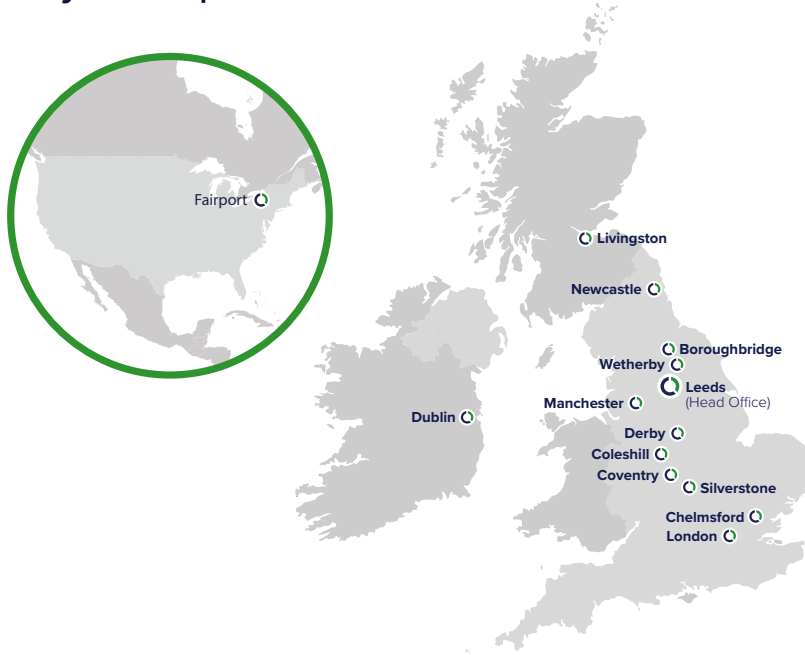 Fairport
Livingston
Newcastle
Boroughbridge
Wetherby
Leeds
(Head Office)
Manchester
Dublin
Derby
Coleshill
Coventry
Silverstone
Chelmsford
London